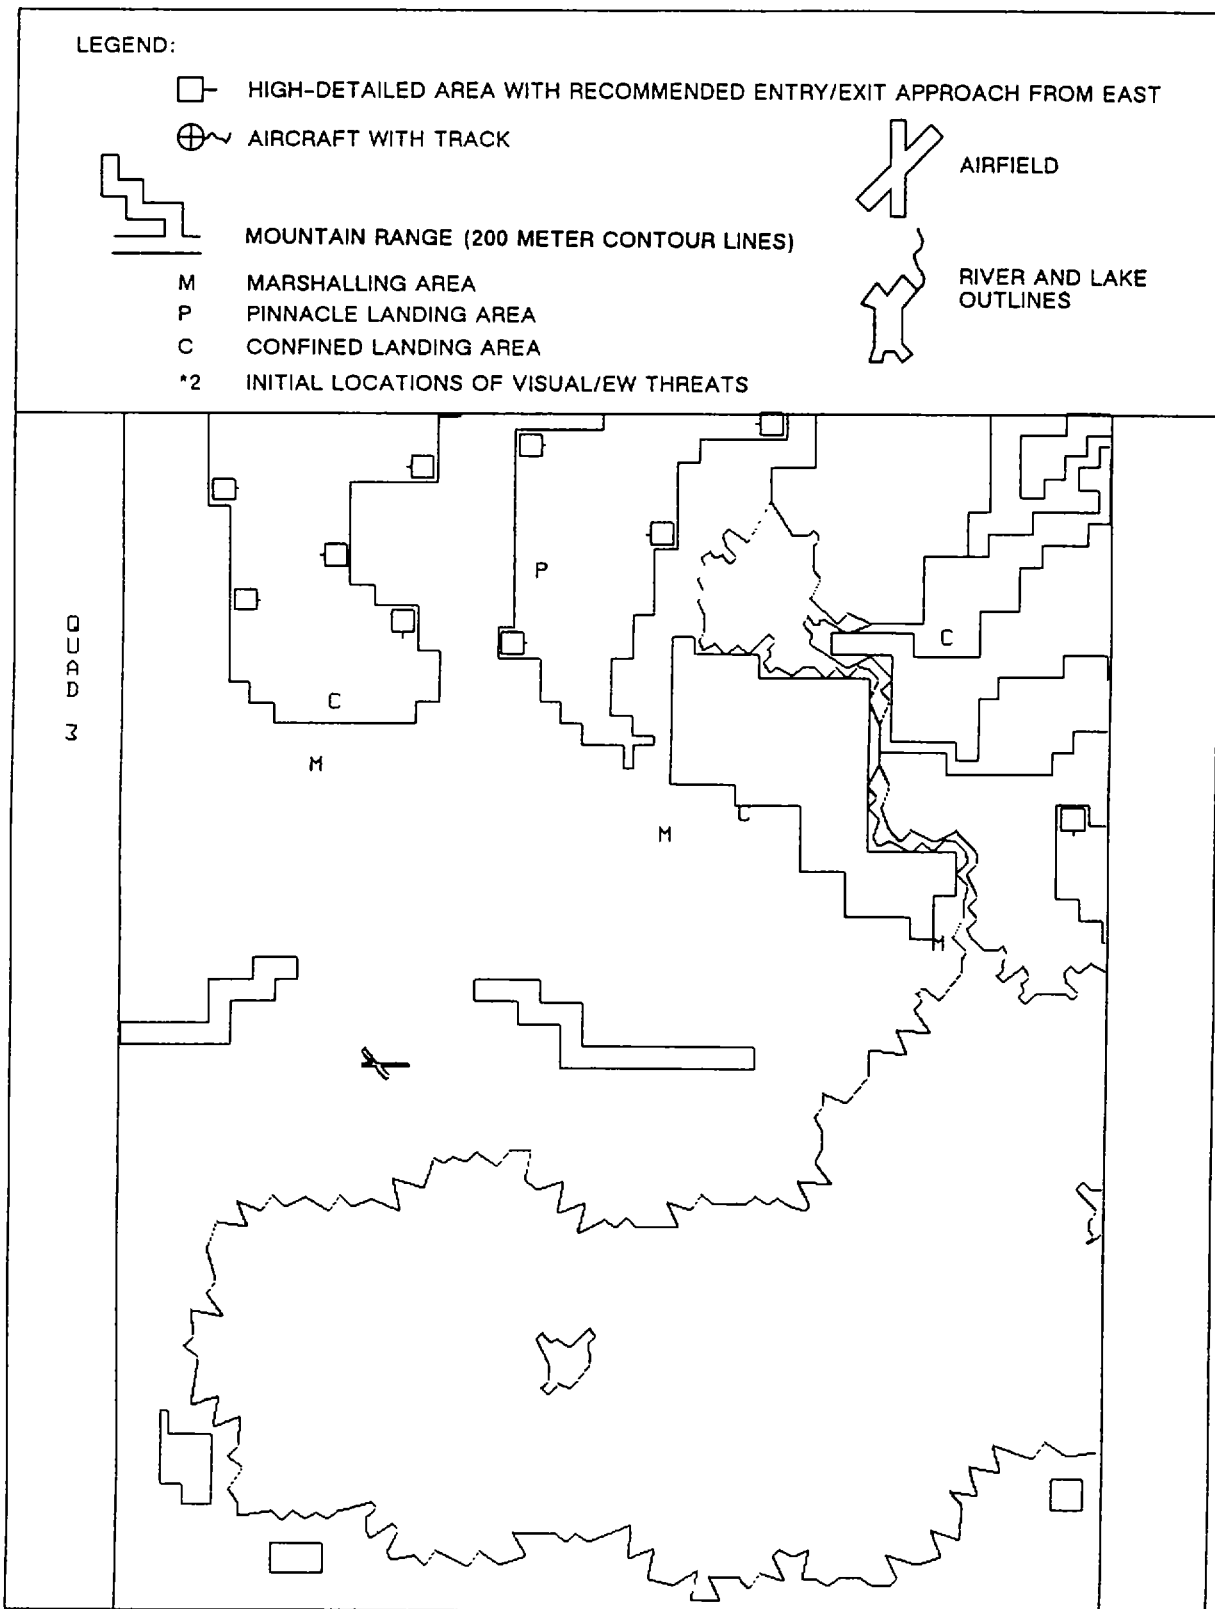 LEGEND:
HIGH-DETAILED AREA WITH RECOMMENDED ENTRY/EXIT APPROACH FROM EAST
AIRCRAFT WITH TRACK
AIRFIELD
MOUNTAIN RANGE (200 METER CONTOUR LINES)
M MARSHALLING AREA
RIVER AND LAKE
OUTLINES
P PINNACLE LANDING AREA
C CONFINED LANDING AREA
*2 INITIAL LOCATIONS OF VISUAL/EW THREATS
P
QUAD 3
C
C
M
C
M
M